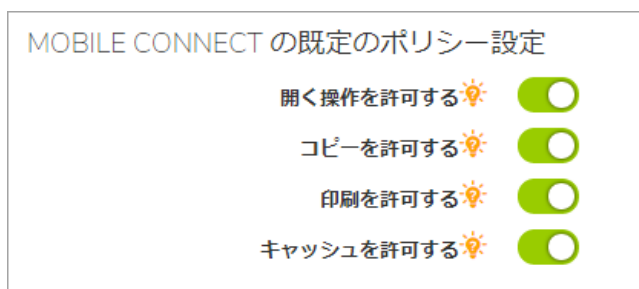 MOBILE CONNECT の既定のポリシー設定
開く操作を許可する
コピーを許可する
印刷を許可する
キャッシュを許可する